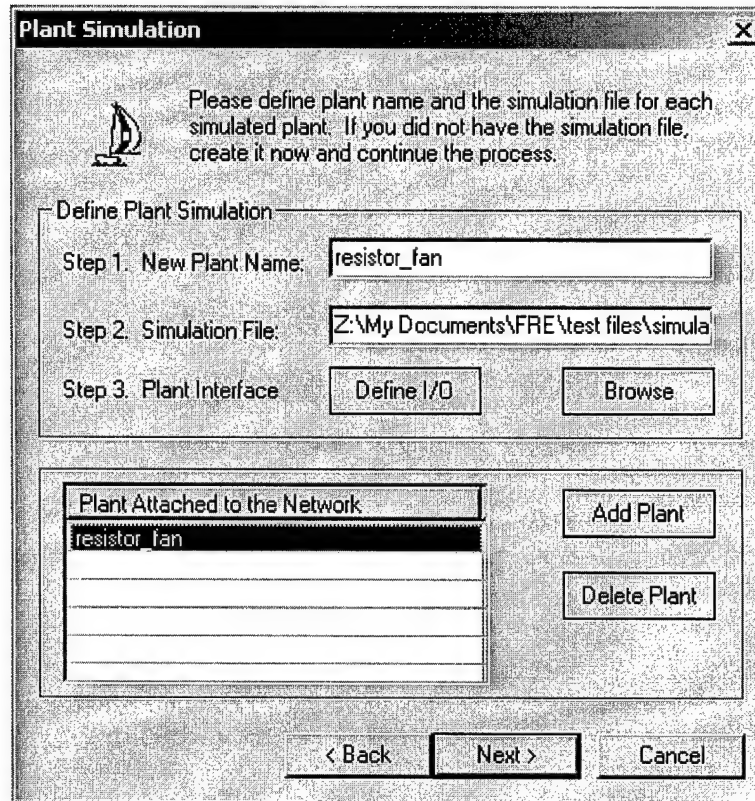 Plant Simulation
Please define plant name and the simulation file for each
simulated plant. If you did not have the simulation file,
create it now and continue the process.
Define Plant Simulation
Step 1. New Plant Name:
resistor_fan
Step 2. Simulation File:
Z:\My Documents\FRE\test files\simula
Step 3. Plant Interface
Define I/O
Browse
Plant Attached to the Network
resistor_fan
Add Plant
Delete Plant
< Back
Next >
Cancel